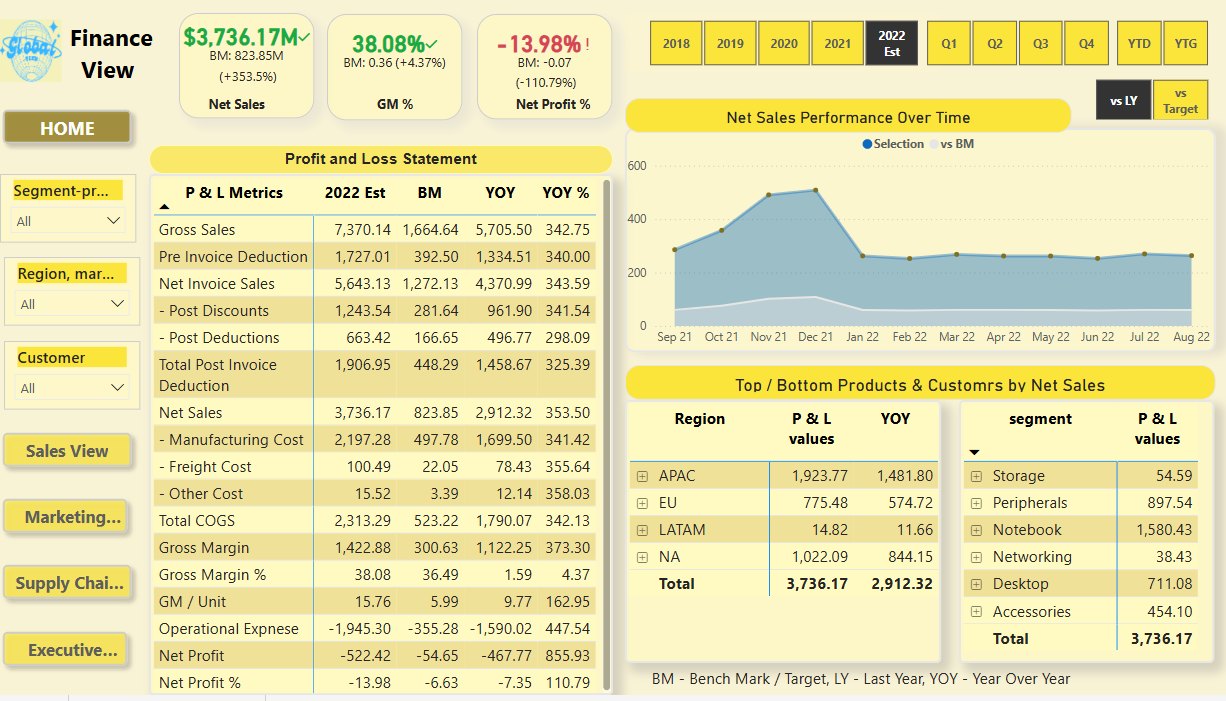 Global
Finance
View
$3,736.17M✓
BM: 823.85M
(+353.5%)
Net Sales
38.08%✓
BM: 0.36 (+4.37%)
GM %
-13.98% !
BM: -0.07
(-110.79%)
Net Profit %
2018 2019 2020 2021 2022 Est Q1 Q2 Q3 Q4 YTD YTG
vs LY
vs Target
HOME
Segment-pr...
All
Region, mar...
All
Customer
All
Sales View
Marketing...
Supply Chai...
Executive...
Profit and Loss Statement
P & L Metrics 2022 Est BM YOY YOY %
Gross Sales 7,370.14 1,664.64 5,705.50 342.75
Pre Invoice Deduction 1,727.01 392.50 1,334.51 340.00
Net Invoice Sales 5,643.13 1,272.13 4,370.99 343.59
- Post Discounts 1,243.54 281.64 961.90 341.54
- Post Deductions 663.42 166.65 496.77 298.09
Total Post Invoice Deduction 1,906.95 448.29 1,458.67 325.39
Net Sales 3,736.17 823.85 2,912.32 353.50
- Manufacturing Cost 2,197.28 497.78 1,699.50 341.42
- Freight Cost 100.49 22.05 78.43 355.64
- Other Cost 15.52 3.39 12.14 358.03
Total COGS 2,313.29 523.22 1,790.07 342.13
Gross Margin 1,422.88 300.63 1,122.25 373.30
Gross Margin % 38.08 36.49 1.59 4.37
GM / Unit 15.76 5.99 9.77 162.95
Operational Expnese -1,945.30 -355.28 -1,590.02 447.54
Net Profit -522.42 -54.65 -467.77 855.93
Net Profit % -13.98 -6.63 -7.35 110.79
Net Sales Performance Over Time
Selection vs BM
600
400
200
0
Sep 21 Oct 21 Nov 21 Dec 21 Jan 22 Feb 22 Mar 22 Apr 22 May 22 Jun 22 Jul 22 Aug 22
Top / Bottom Products & Customrs by Net Sales
Region P & L values YOY
APAC 1,923.77 1,481.80
EU 775.48 574.72
LATAM 14.82 11.66
NA 1,022.09 844.15
Total 3,736.17 2,912.32
segment P & L values
Storage 54.59
Peripherals 897.54
Notebook 1,580.43
Networking 38.43
Desktop 711.08
Accessories 454.10
Total 3,736.17
BM - Bench Mark / Target, LY - Last Year, YOY - Year Over Year